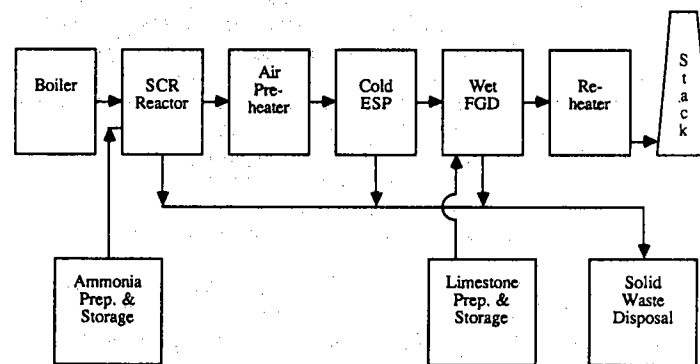 Boiler
SCR
Reactor
Air
Pre-
heater
Cold
ESP
Wet
FGD
Re-
heater
Stack
Ammonia
Prep. &
Storage
Limestone
Prep. &
Storage
Solid
Waste
Disposal